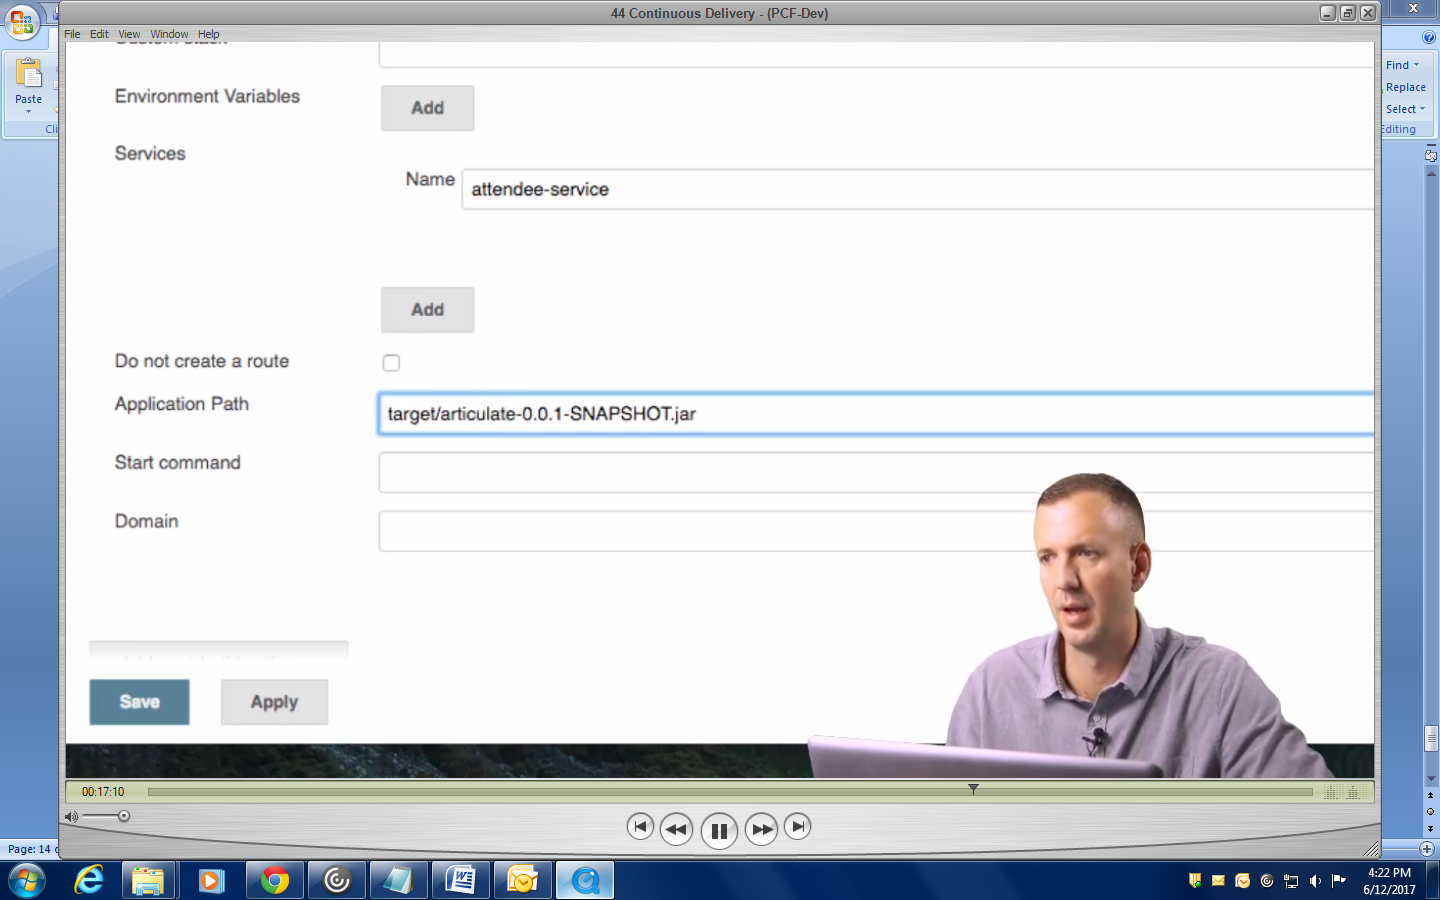 44 Continuous Delivery - (PCF-Dev)
File Edit View Window Help
Custom stack
Environment Variables Add
Services
Name attendee-service
Add
Do not create a route
Application Path target/articulate-0.0.1-SNAPSHOT.jar
Start command
Domain
Save Apply
00:17:10
Paste
Find
Replace
Select
Editing
Page: 14
4:22 PM
6/12/2017